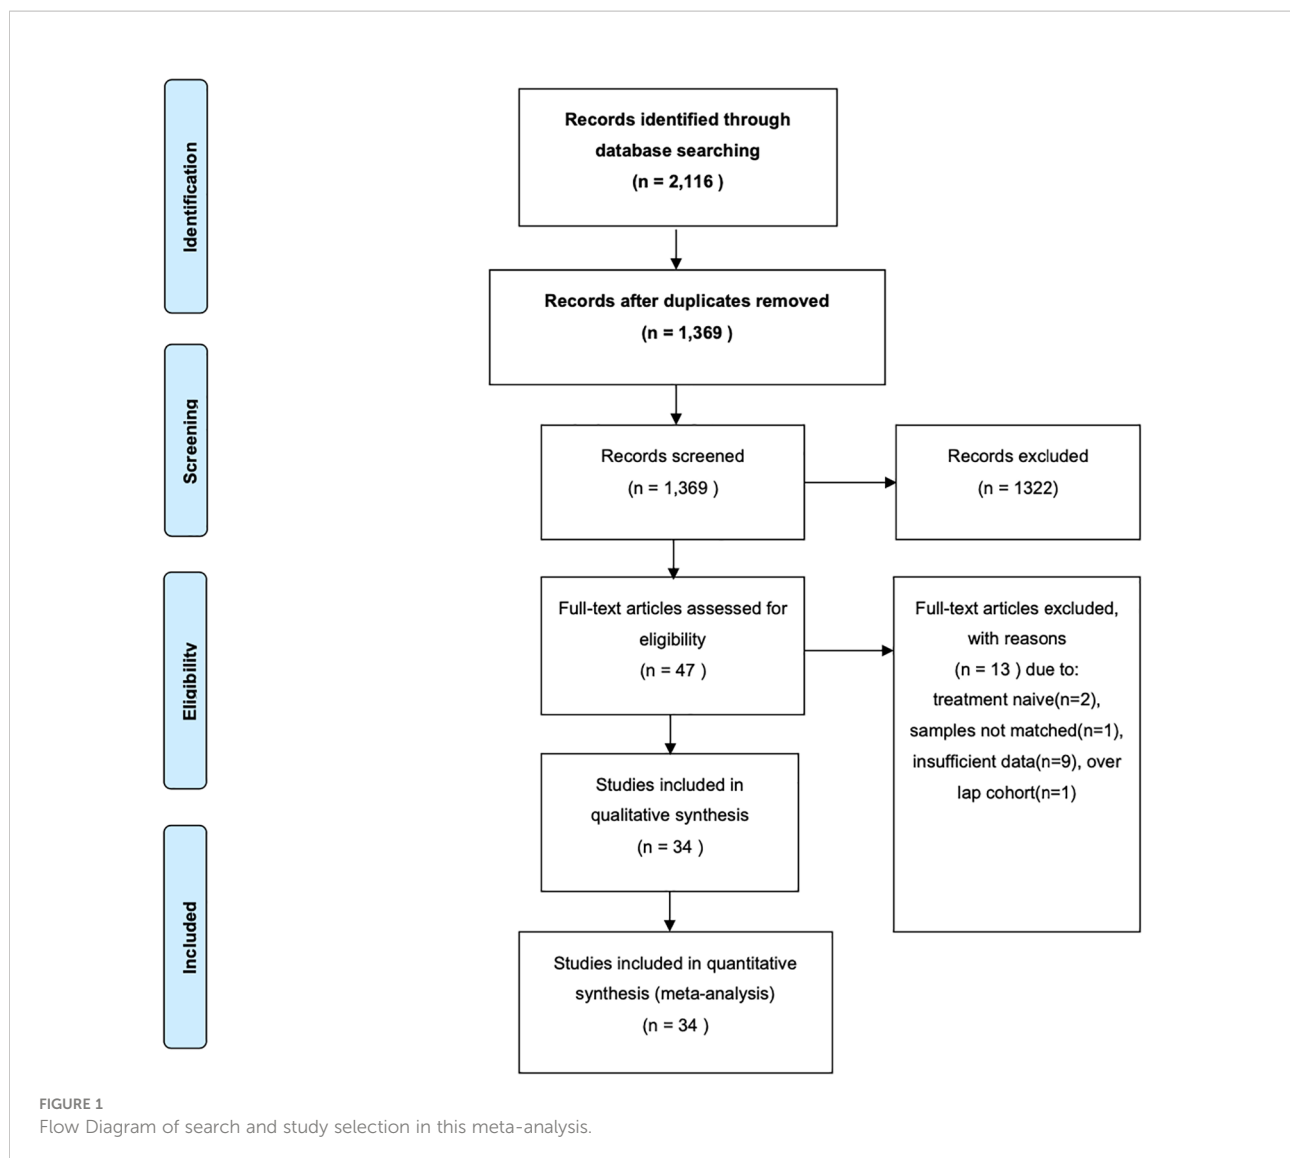 Identification
Records identified through
database searching
(n = 2,116 )
Records after duplicates removed
(n = 1,369 )
Screening
Records screened
(n = 1,369 )
Records excluded
(n = 1322)
Eligibility
Full-text articles assessed for
eligibility
(n = 47 )
Full-text articles excluded,
with reasons
(n = 13 ) due to:
treatment naive(n=2),
samples not matched(n=1),
insufficient data(n=9), over
lap cohort(n=1)
Studies included in
qualitative synthesis
(n = 34 )
Included
Studies included in quantitative
synthesis (meta-analysis)
(n = 34 )
FIGURE 1
Flow Diagram of search and study selection in this meta-analysis.